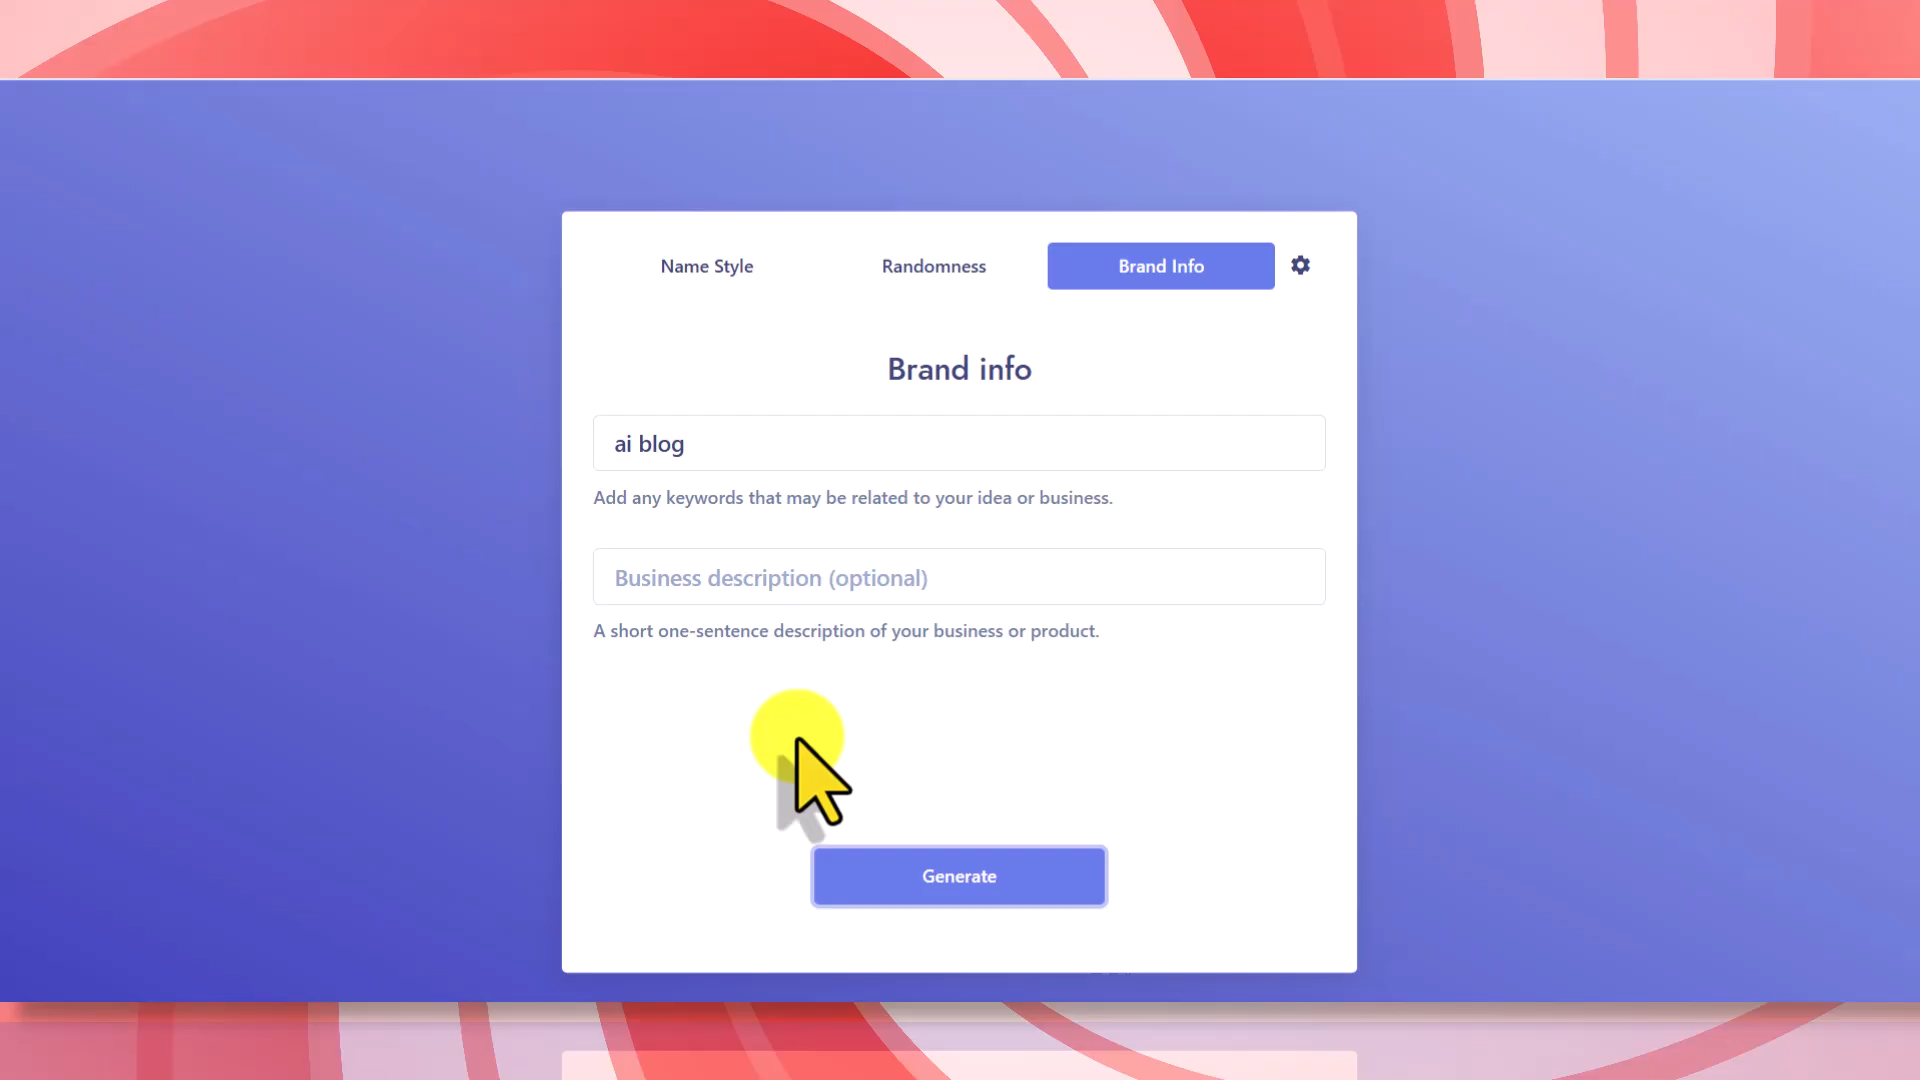 Name Style
Randomness
Brand Info
Brand info
ai blog
Add any keywords that may be related to your idea or business.
Business description (optional)
A short one-sentence description of your business or product.
Generate